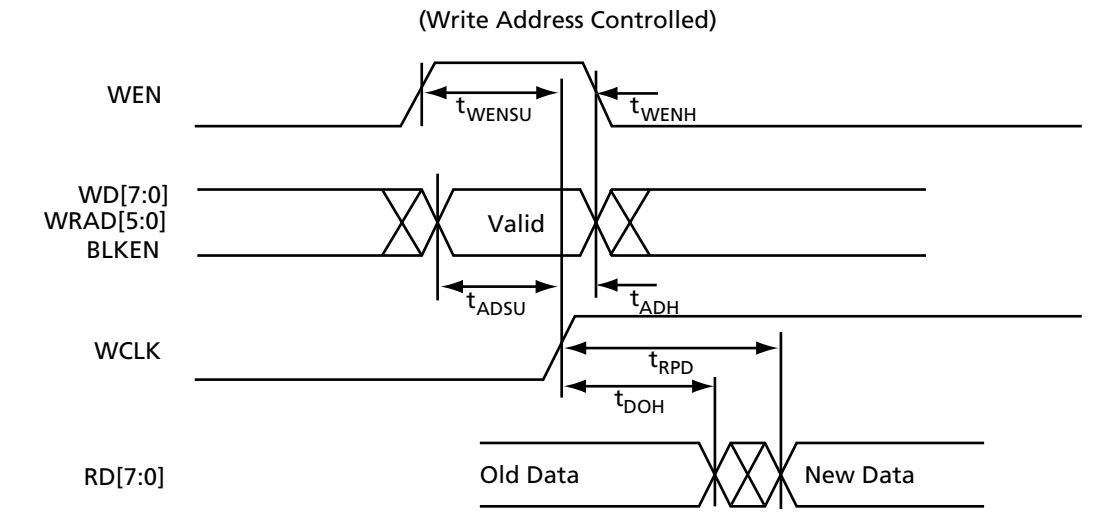 (Write Address Controlled)
WEN
tWENSU
tWENH
WD[7:0]
WRAD[5:0]
BLKEN
Valid
tADSU
tADH
WCLK
tRPD
tDOH
RD[7:0]
Old Data
New Data